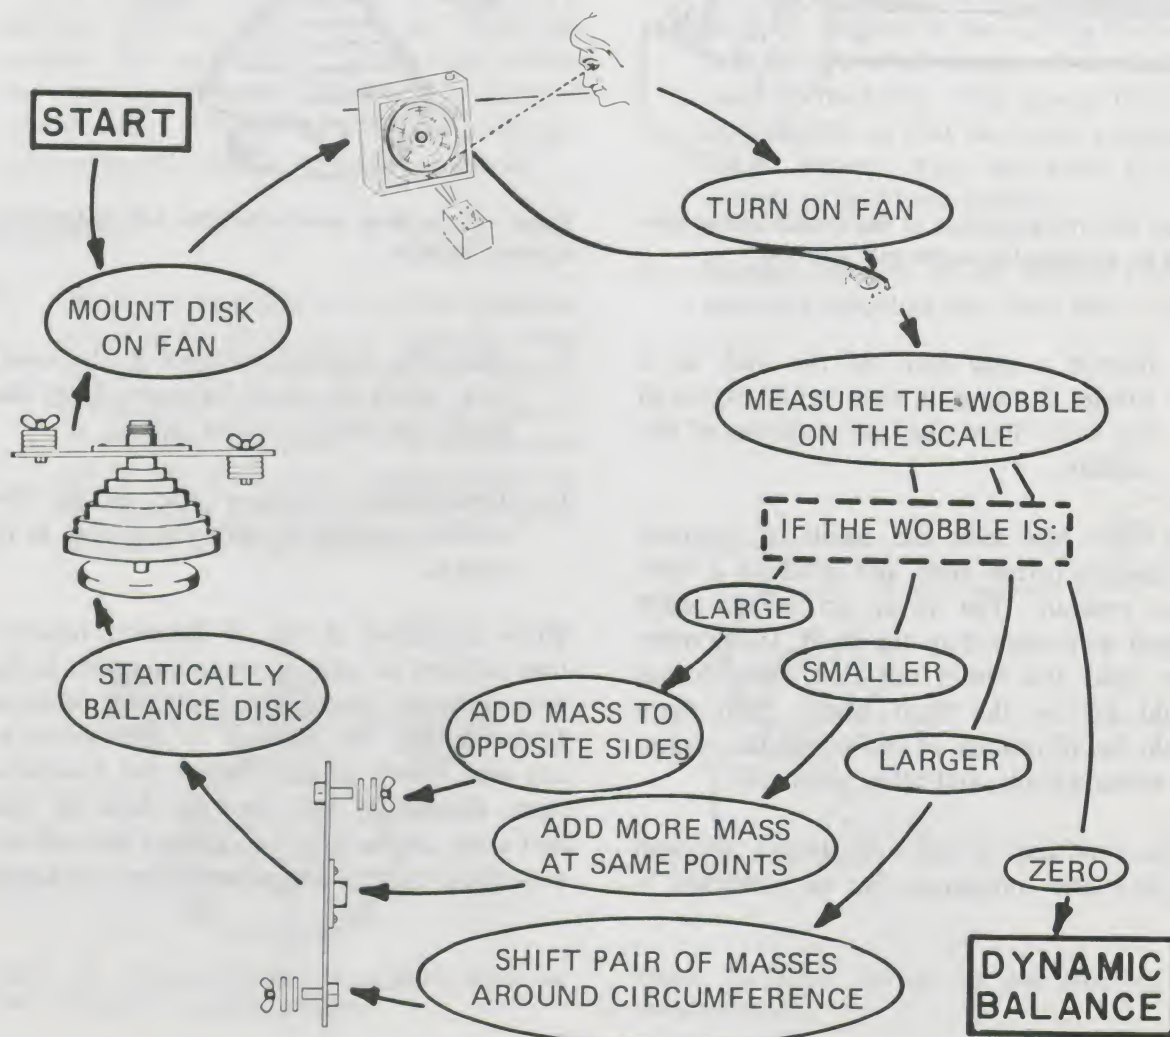 START
TURN ON FAN
MOUNT DISK
ON FAN
MEASURE THE WOBBLE
ON THE SCALE
IF THE WOBBLE IS:
LARGE
SMALLER
LARGER
ZERO
STATICALLY
BALANCE DISK
ADD MASS TO
OPPOSITE SIDES
ADD MORE MASS
AT SAME POINTS
SHIFT PAIR OF MASSES
AROUND CIRCUMFERENCE
DYNAMIC
BALANCE